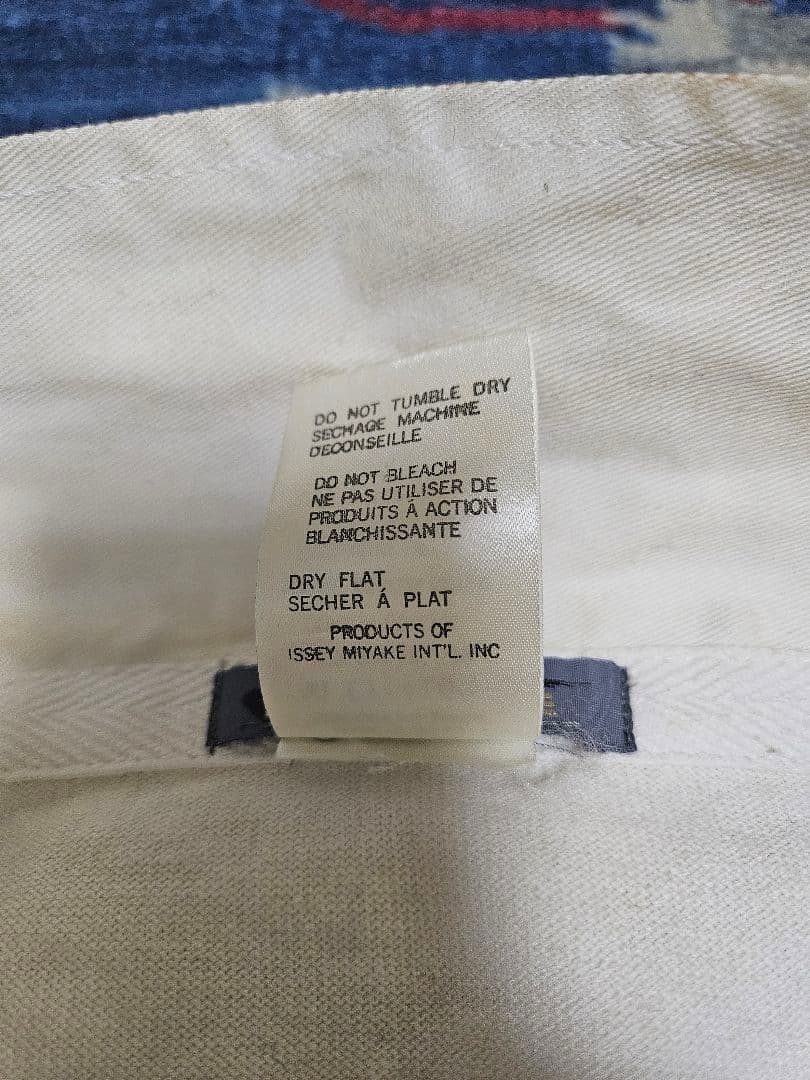 DO NOT TUMBLE DRY
SECHAGE MACHINE
DECONSEILLE
DO NOT BLEACH
NE PAS UTILISER DE
PRODUITS Á ACTION
BLANCHISSANTE
DRY FLAT
SECHER Á PLAT
PRODUCTS OF
ISSEY MIYAKE INT'L. INC